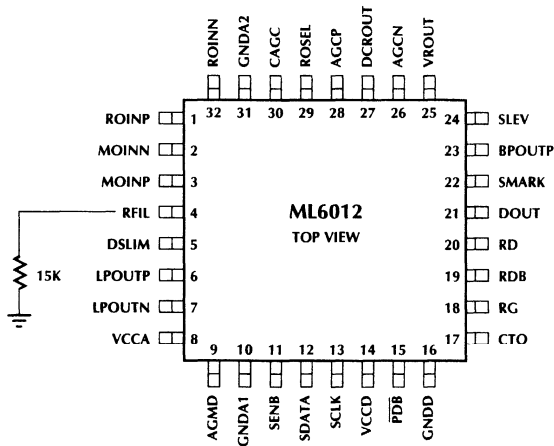 ROINN GNDA2 CAGC ROSEL AGCP DCROUT AGCN VROUT
32 31 30 29 28 27 26 25
ROINP 1 24 SLEV
MOINN 2 23 BPOUTP
MOINP 3 22 SMARK
RFIL 4 ML6012 21 DOUT
TOP VIEW
DSLIM 5 20 RD
15K LPOUTP 6 19 RDB
LPOUTN 7 18 RG
VCCA 8 17 CTO
9 10 11 12 13 14 15 16
AGMD GNDA1 SENB SDATA SCLK VCCD PDB GNDD